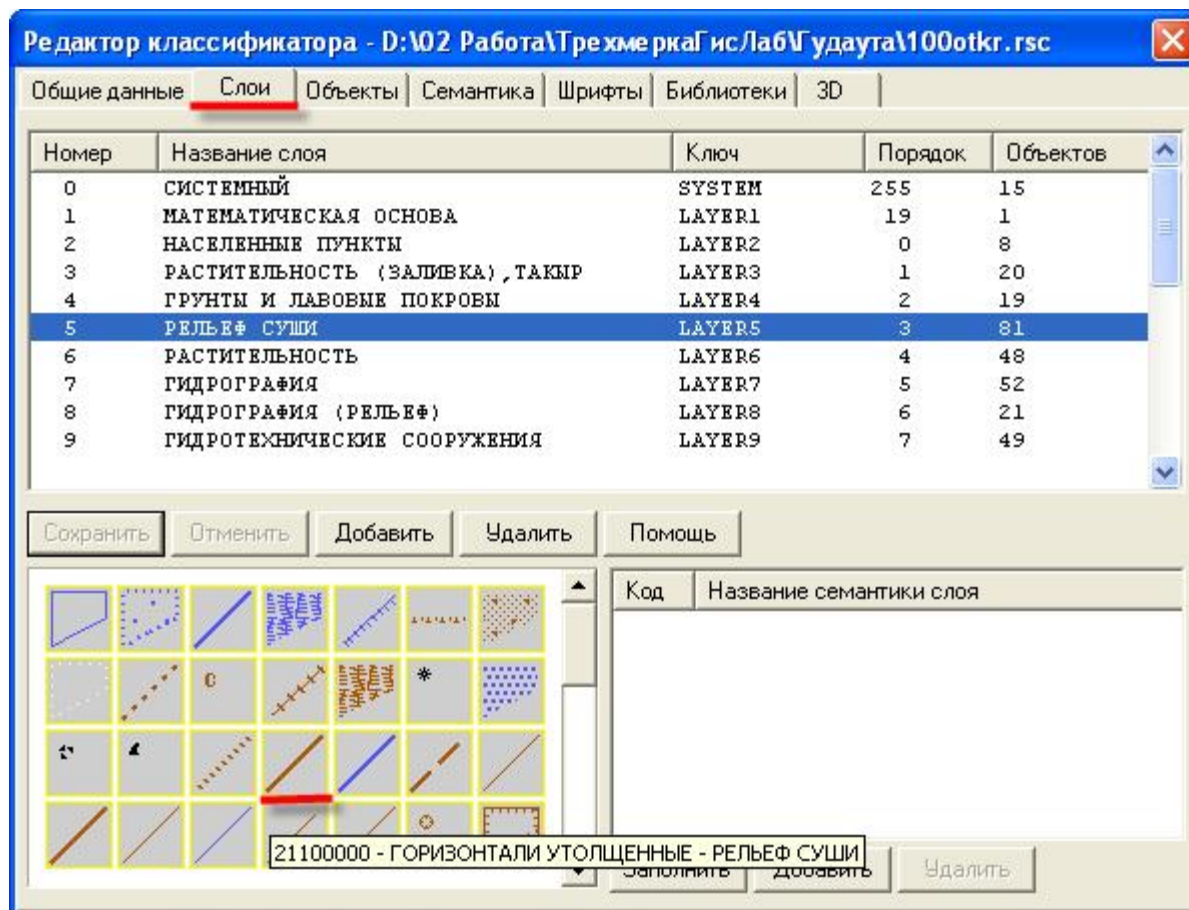 Редактор классификатора - D:\02 Работа\ТрехмеркаГисЛаб\Гудаута\100otkr.rsc
Общие данные Слои Объекты Семантика Шрифты Библиотеки 3D
Номер Название слоя Ключ Порядок Объектов
0 СИСТЕМНЫЙ SYSTEM 255 15
1 МАТЕМАТИЧЕСКАЯ ОСНОВА LAYER1 19 1
2 НАСЕЛЕННЫЕ ПУНКТЫ LAYER2 0 8
3 РАСТИТЕЛЬНОСТЬ (ЗАЛИВКА),ТАКЫР LAYER3 1 20
4 ГРУНТЫ И ЛАВОВЫЕ ПОКРОВЫ LAYER4 2 19
5 РЕЛЬЕФ СУШИ LAYER5 3 81
6 РАСТИТЕЛЬНОСТЬ LAYER6 4 48
7 ГИДРОГРАФИЯ LAYER7 5 52
8 ГИДРОГРАФИЯ (РЕЛЬЕФ) LAYER8 6 21
9 ГИДРОТЕХНИЧЕСКИЕ СООРУЖЕНИЯ LAYER9 7 49
Сохранить Отменить Добавить Удалить Помощь
Код Название семантики слоя
21100000 - ГОРИЗОНТАЛИ УТОЛЩЕННЫЕ - РЕЛЬЕФ СУШИ
Заполнить Добавить Удалить